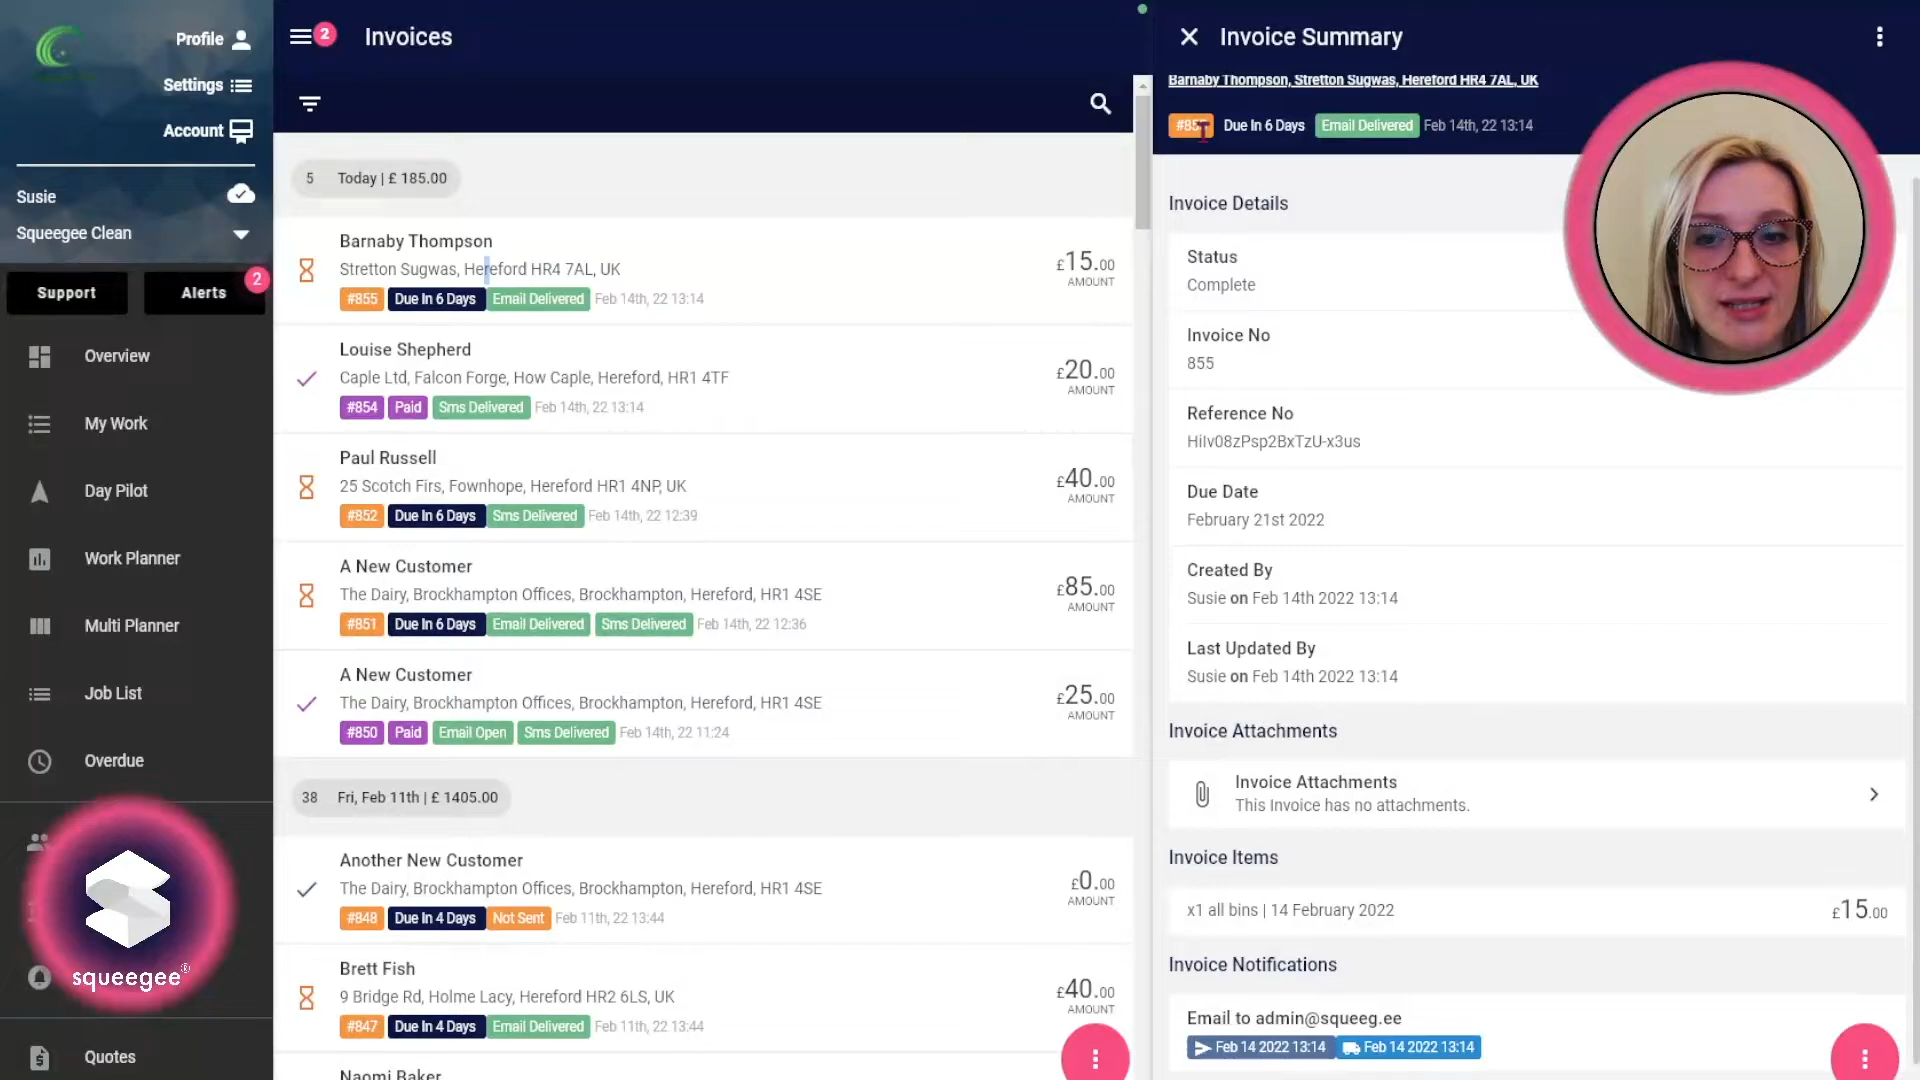 Profile
Settings
Account
Susie
Squeegee Clean
Support
Alerts
2
Overview
My Work
Day Pilot
Work Planner
Multi Planner
Job List
Overdue
squeegee®
Quotes
2
Invoices
5 Today | £ 185.00
Barnaby Thompson
Stretton Sugwas, Hereford HR4 7AL, UK
#855 Due In 6 Days Email Delivered Feb 14th, 22 13:14
£15.00
AMOUNT
Louise Shepherd
Caple Ltd, Falcon Forge, How Caple, Hereford, HR1 4TF
#854 Paid Sms Delivered Feb 14th, 22 13:14
£20.00
AMOUNT
Paul Russell
25 Scotch Firs, Fownhope, Hereford HR1 4NP, UK
#852 Due In 6 Days Sms Delivered Feb 14th, 22 12:39
£40.00
AMOUNT
A New Customer
The Dairy, Brockhampton Offices, Brockhampton, Hereford, HR1 4SE
#851 Due In 6 Days Email Delivered Sms Delivered Feb 14th, 22 12:36
£85.00
AMOUNT
A New Customer
The Dairy, Brockhampton Offices, Brockhampton, Hereford, HR1 4SE
#850 Paid Email Open Sms Delivered Feb 14th, 22 11:24
£25.00
AMOUNT
38 Fri, Feb 11th | £ 1405.00
Another New Customer
The Dairy, Brockhampton Offices, Brockhampton, Hereford, HR1 4SE
#848 Due In 4 Days Not Sent Feb 11th, 22 13:44
£0.00
AMOUNT
Brett Fish
9 Bridge Rd, Holme Lacy, Hereford HR2 6LS, UK
#847 Due In 4 Days Email Delivered Feb 11th, 22 13:44
£40.00
AMOUNT
Naomi Baker
Invoice Summary
Barnaby Thompson, Stretton Sugwas, Hereford HR4 7AL, UK
#855 Due In 6 Days Email Delivered Feb 14th, 22 13:14
Invoice Details
Status
Complete
Invoice No
855
Reference No
HiIv08zPsp2BxTzU-x3us
Due Date
February 21st 2022
Created By
Susie on Feb 14th 2022 13:14
Last Updated By
Susie on Feb 14th 2022 13:14
Invoice Attachments
Invoice Attachments
This Invoice has no attachments.
Invoice Items
x1 all bins | 14 February 2022
£15.00
Invoice Notifications
Email to admin@squeeg.ee
Feb 14 2022 13:14 Feb 14 2022 13:14